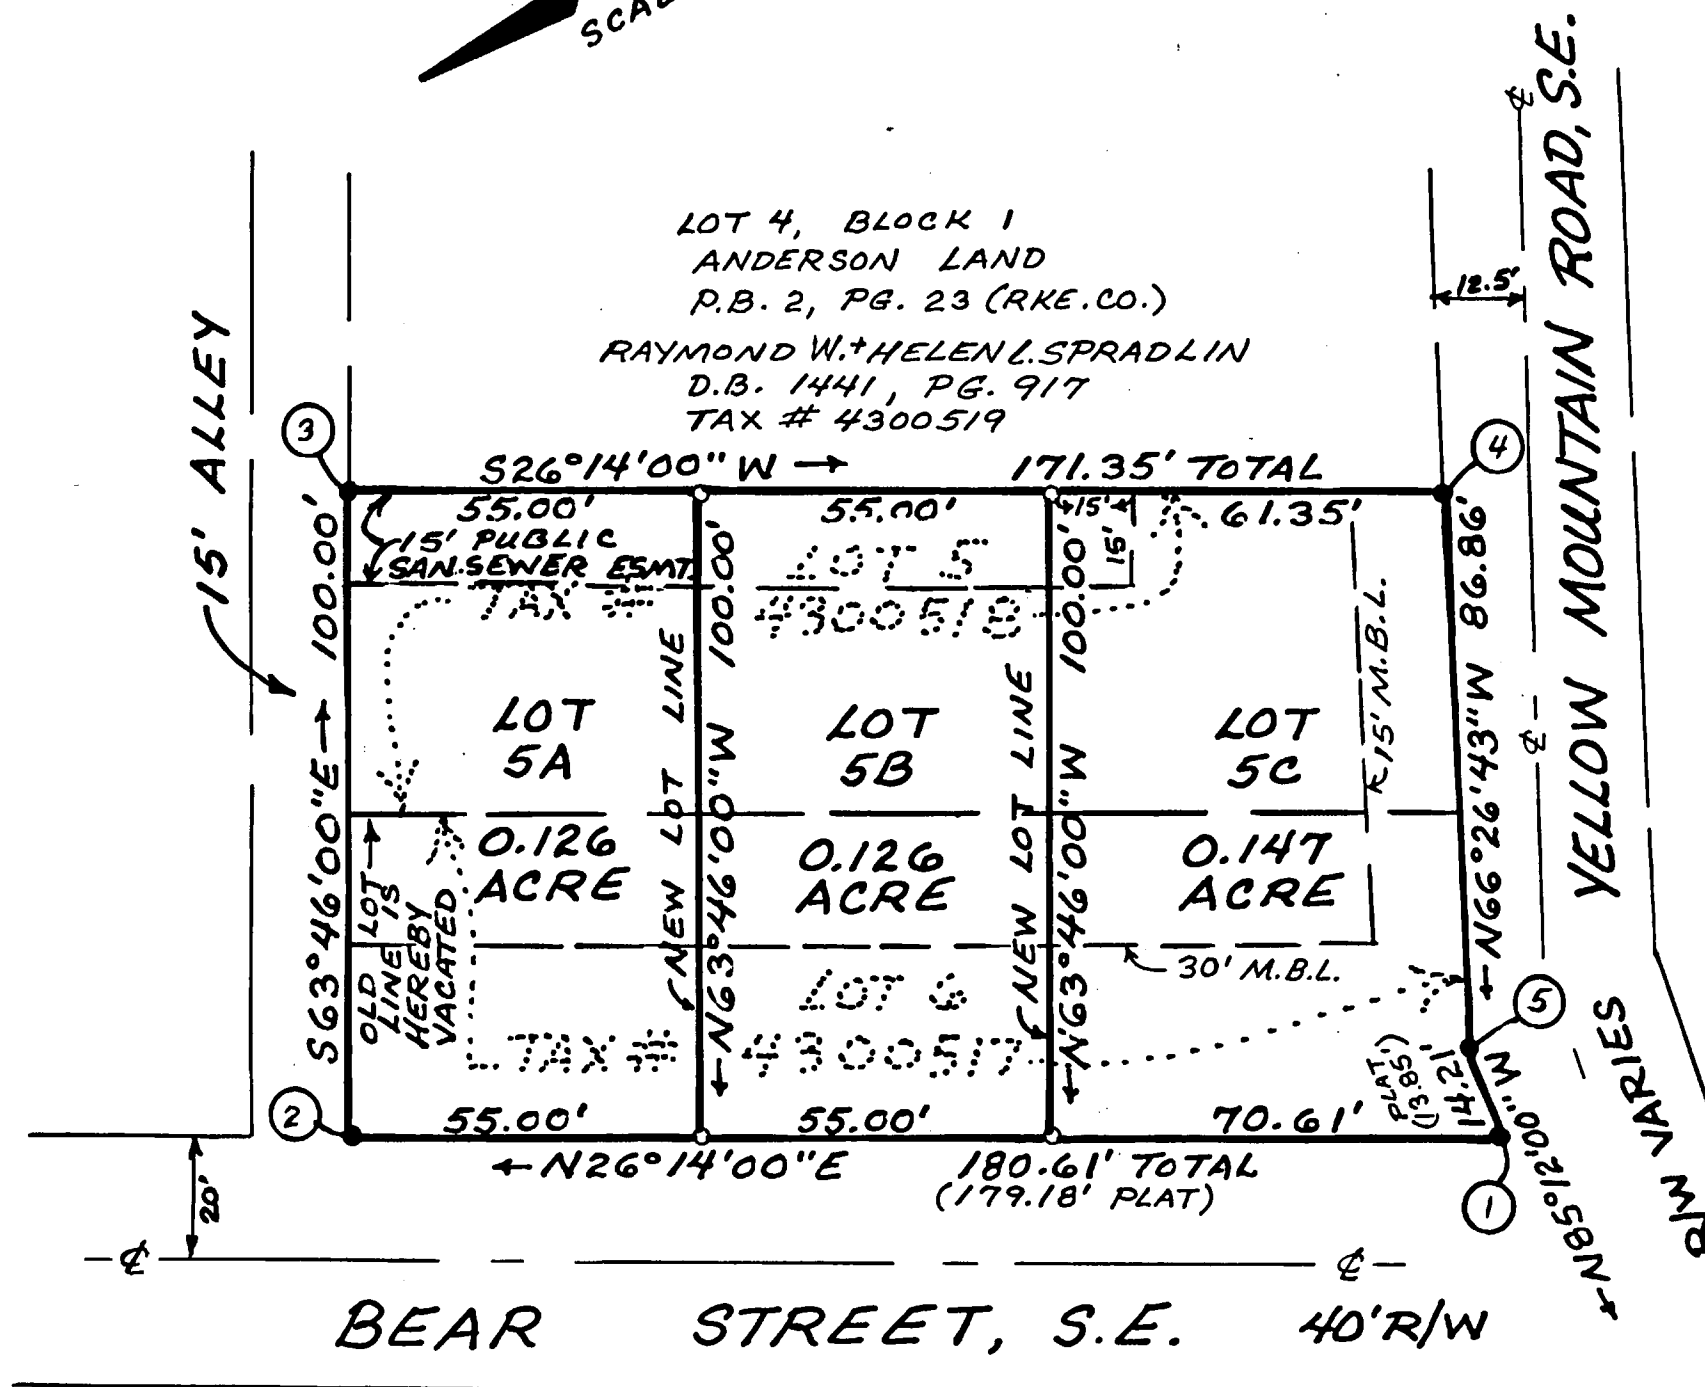 SCAL
LOT 4, BLOCK 1
ANDERSON LAND
P.B. 2, PG. 23 (RKE. CO.)
RAYMOND W. + HELEN L. SPRADLIN
D.B. 1441, PG. 917
TAX # 4300519
15' ALLEY
YELLOW MOUNTAIN ROAD, S.E.
℄
12.5'
3
4
S26°14'00"W →
171.35' TOTAL
55.00'
55.00'
15'
61.35'
15'
15' PUBLIC
SAN. SEWER ESMT.
LOT 5
TAX # 4300518
S63°46'00"E → 100.00'
← N63°46'00"W 100.00'
← N63°46'00"W 100.00'
← N66°26'43"W 86.86'
NEW LOT LINE
NEW LOT LINE
15' M.B.L.
LOT
5A
LOT
5B
LOT
5C
℄
0.126
ACRE
0.126
ACRE
0.147
ACRE
OLD LOT
LINE IS
HEREBY
VACATED
30' M.B.L.
LOT 6
TAX # 4300517
5
PLAT
(13.85')
14.21'
← N85°12'00"W
R/W VARIES
2
55.00'
55.00'
70.61'
← N26°14'00"E
180.61' TOTAL
(179.18' PLAT)
1
20'
℄
℄
BEAR STREET, S.E. 40' R/W